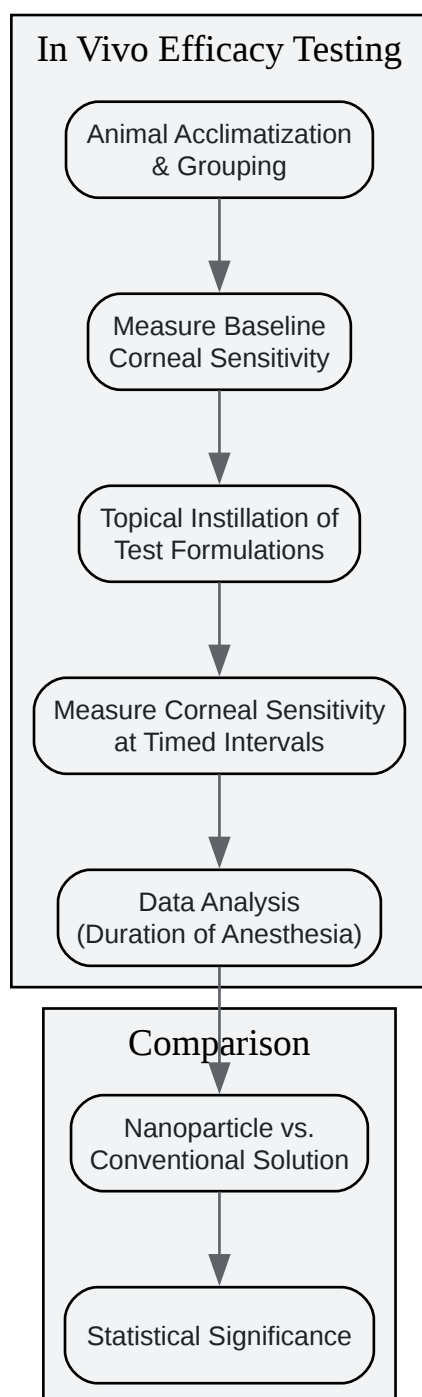 In Vivo Efficacy Testing
Animal Acclimatization
& Grouping
Measure Baseline
Corneal Sensitivity
Topical Instillation of
Test Formulations
Measure Corneal Sensitivity
at Timed Intervals
Data Analysis
(Duration of Anesthesia)
Comparison
Nanoparticle vs.
Conventional Solution
Statistical Significance